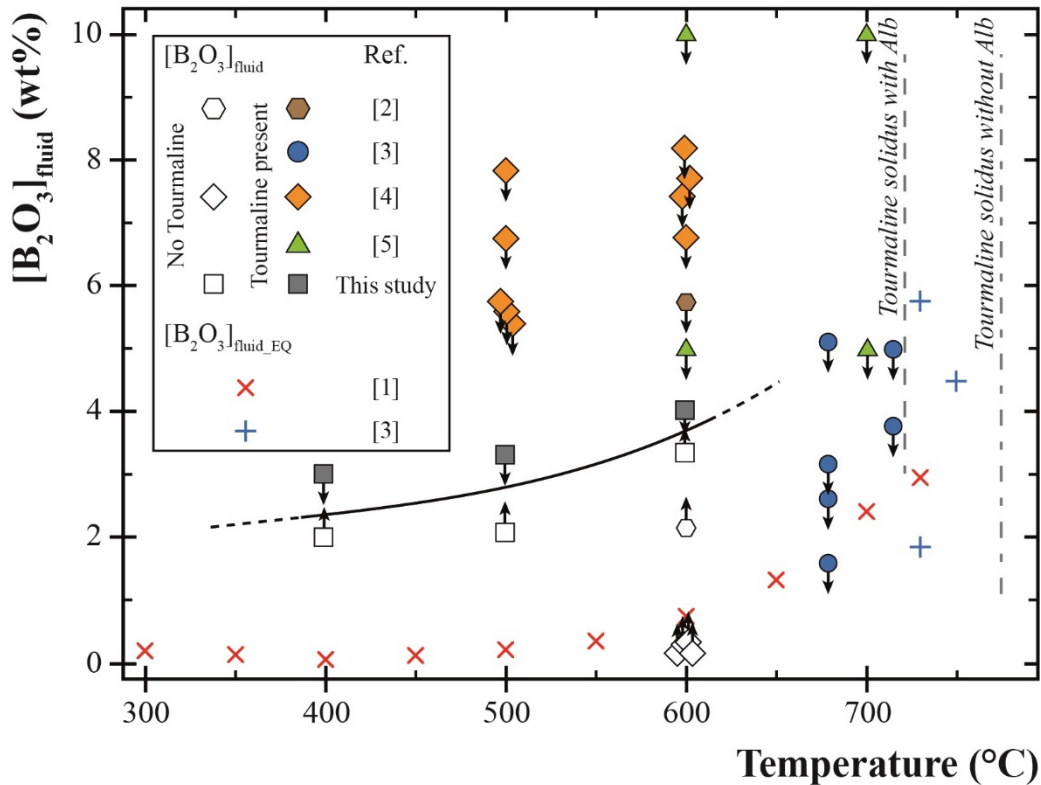 [B₂O₃]fluid (wt%)
10
8
6
4
2
0
[B₂O₃]fluid
Ref.
No Tourmaline
Tourmaline present
[2]
[3]
[4]
[5]
This study
[B₂O₃]fluid_EQ
[1]
[3]
Tourmaline solidus with Alb
Tourmaline solidus without Alb
300
400
500
600
700
Temperature (°C)